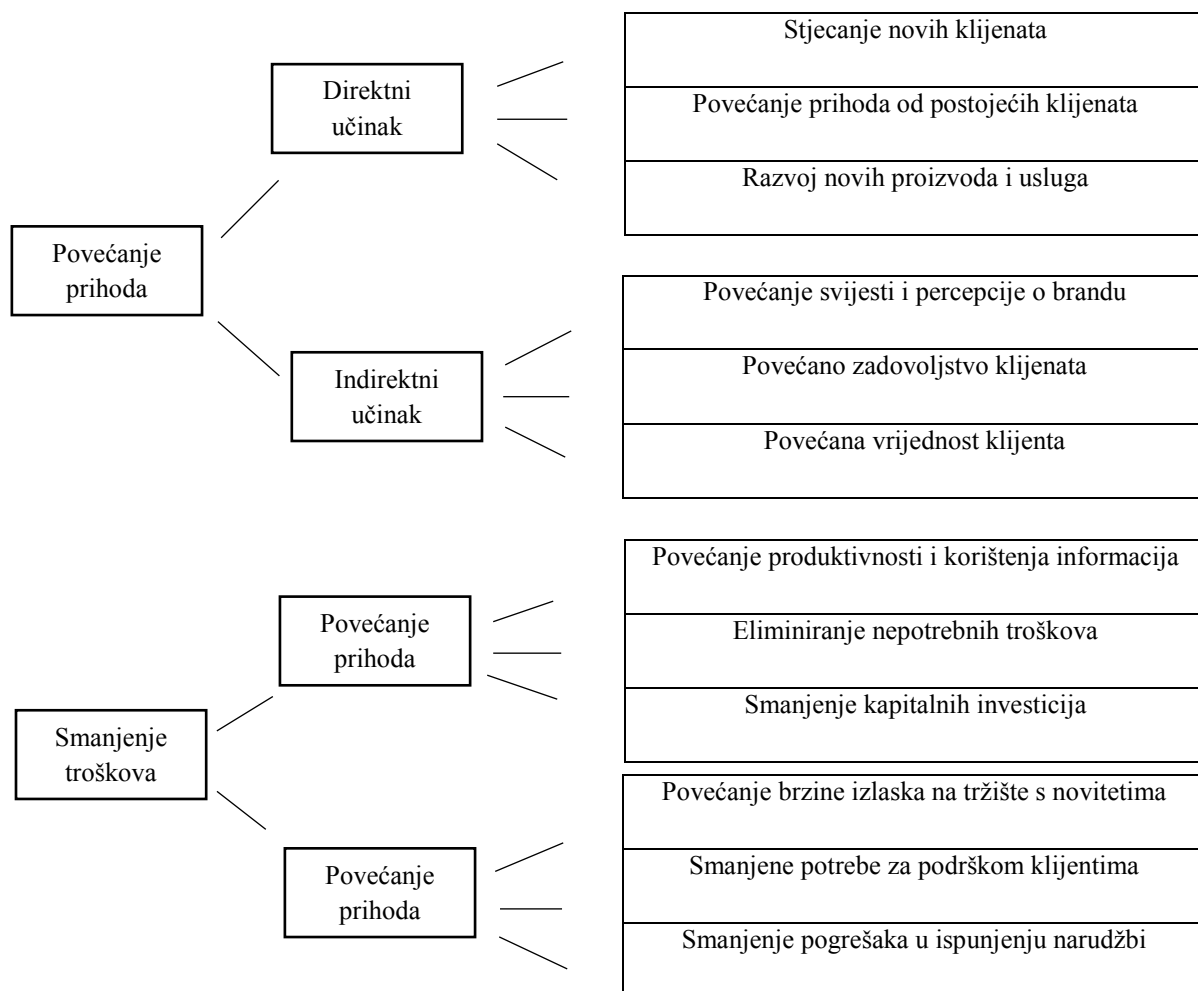 Povećanje
prihoda
Direktni
učinak
Stjecanje novih klijenata
Povećanje prihoda od postojećih klijenata
Razvoj novih proizvoda i usluga
Indirektni
učinak
Povećanje svijesti i percepcije o brandu
Povećano zadovoljstvo klijenata
Povećana vrijednost klijenta
Smanjenje
troškova
Povećanje
prihoda
Povećanje produktivnosti i korištenja informacija
Eliminiranje nepotrebnih troškova
Smanjenje kapitalnih investicija
Povećanje
prihoda
Povećanje brzine izlaska na tržište s novitetima
Smanjene potrebe za podrškom klijentima
Smanjenje pogrešaka u ispunjenju narudžbi